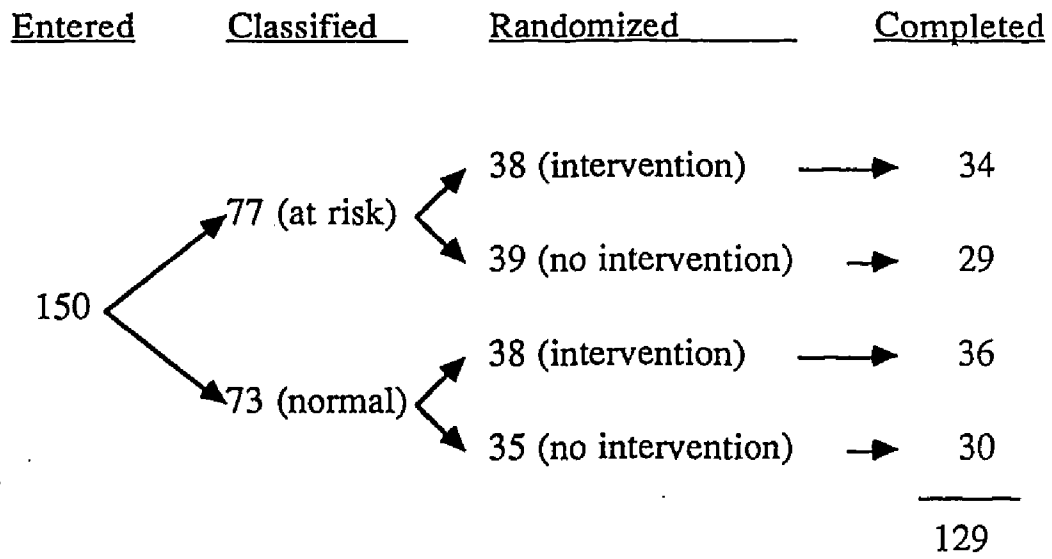 Entered Classified Randomized Completed
38 (intervention) 34
77 (at risk)
39 (no intervention) 29
150
38 (intervention) 36
73 (normal)
35 (no intervention) 30
129